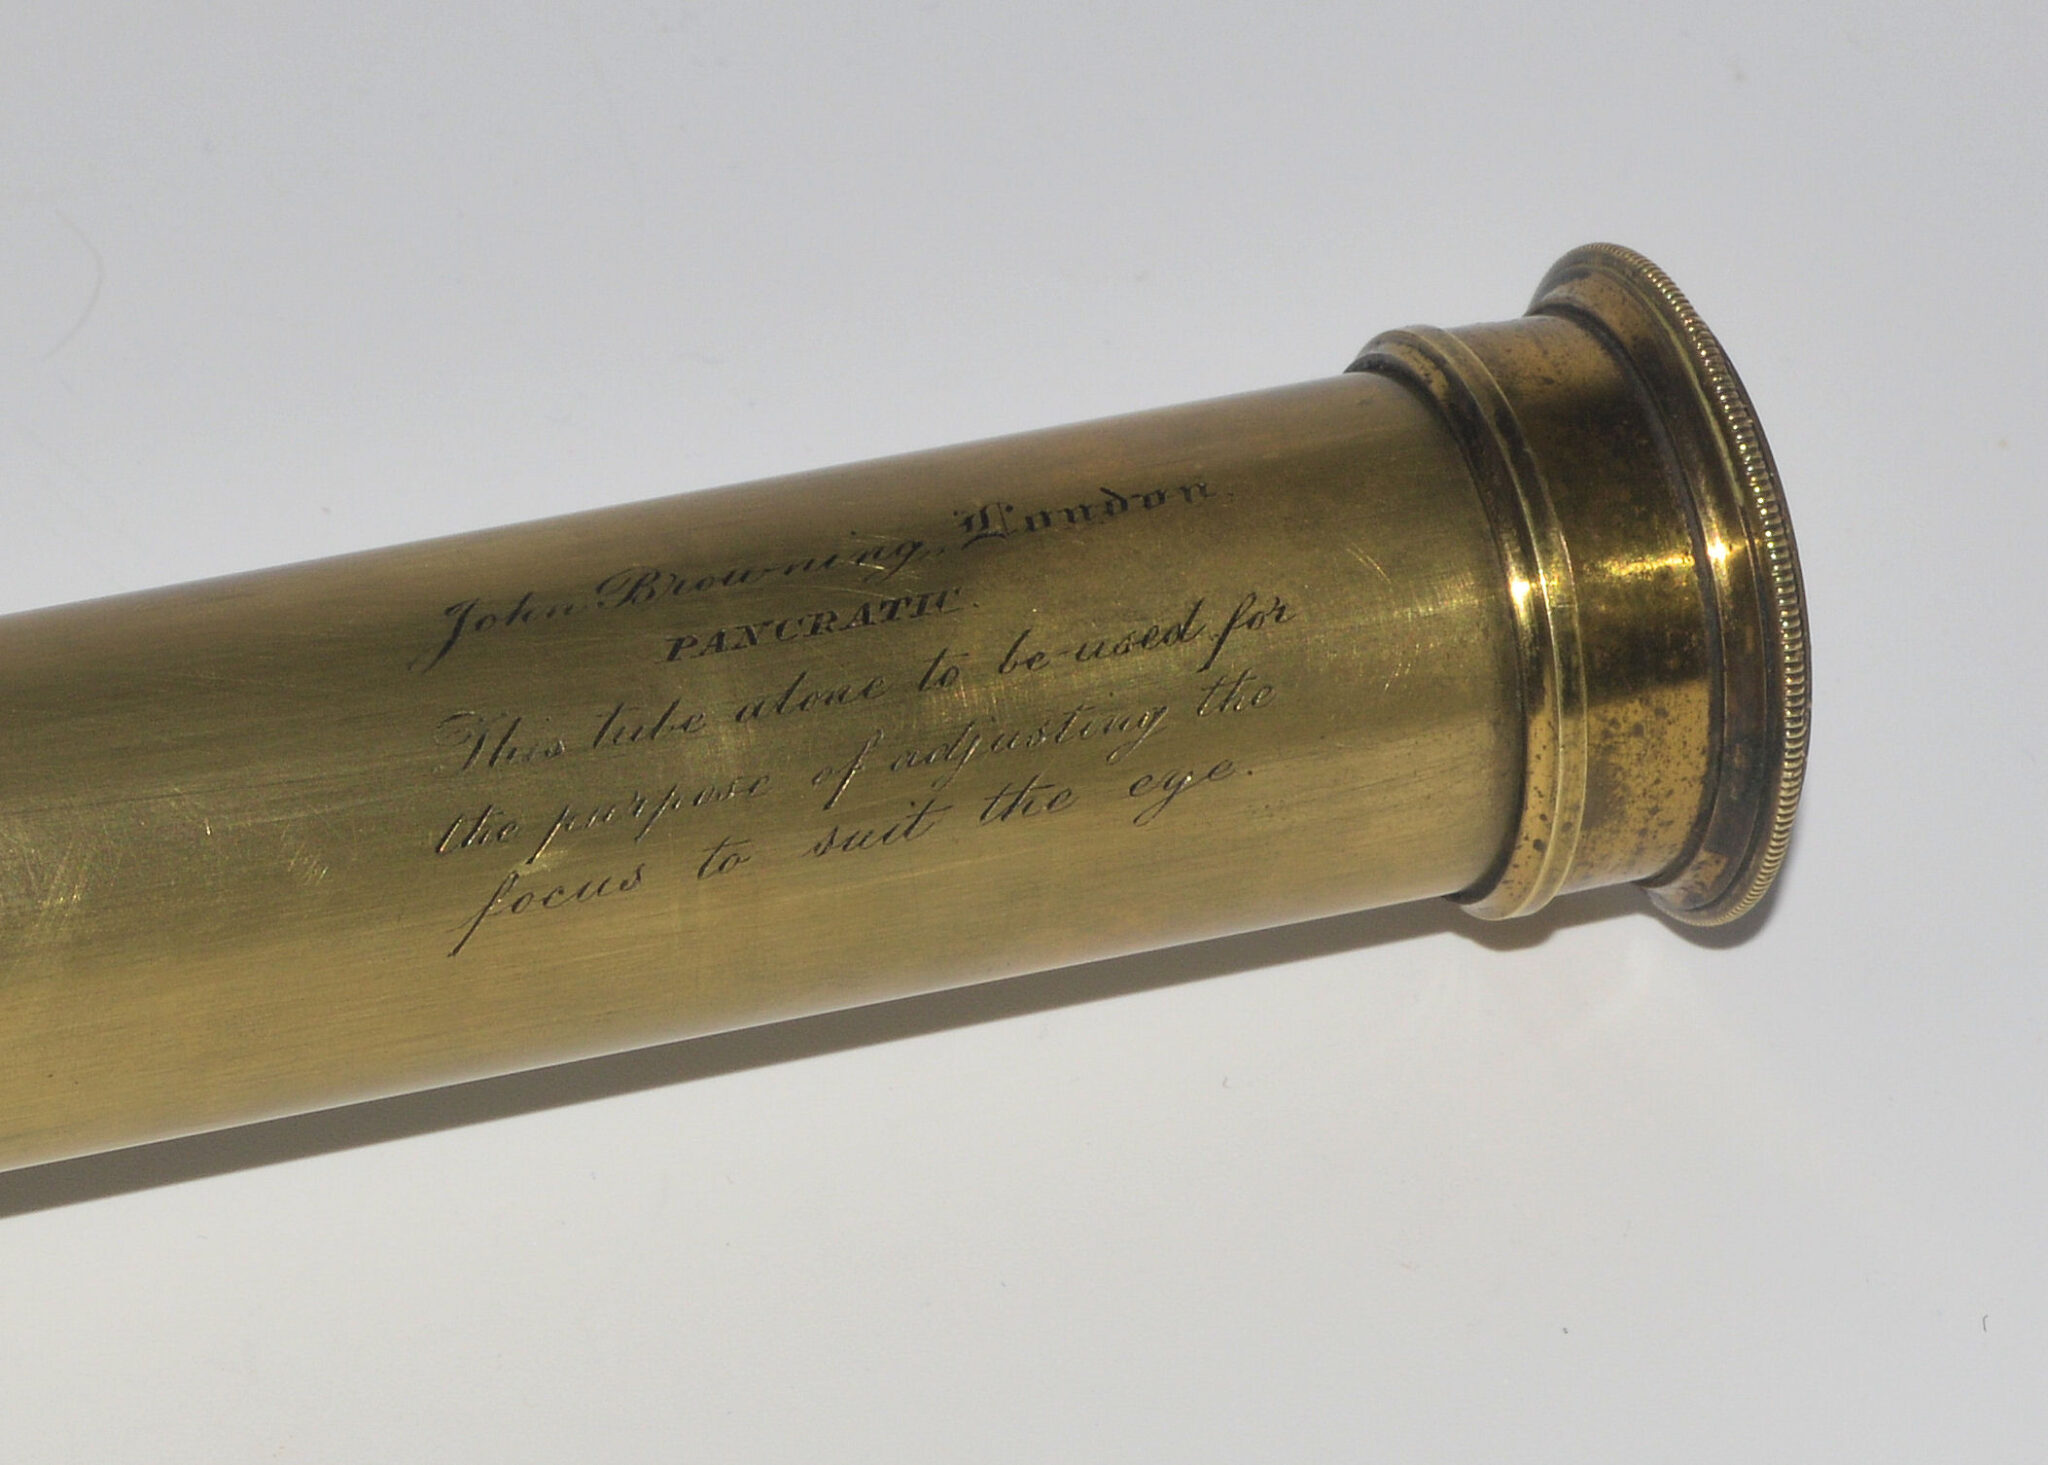 John Browning, London.
PANCRATIC.
This tube alone to be used for
the purpose of adjusting the
focus to suit the eye.